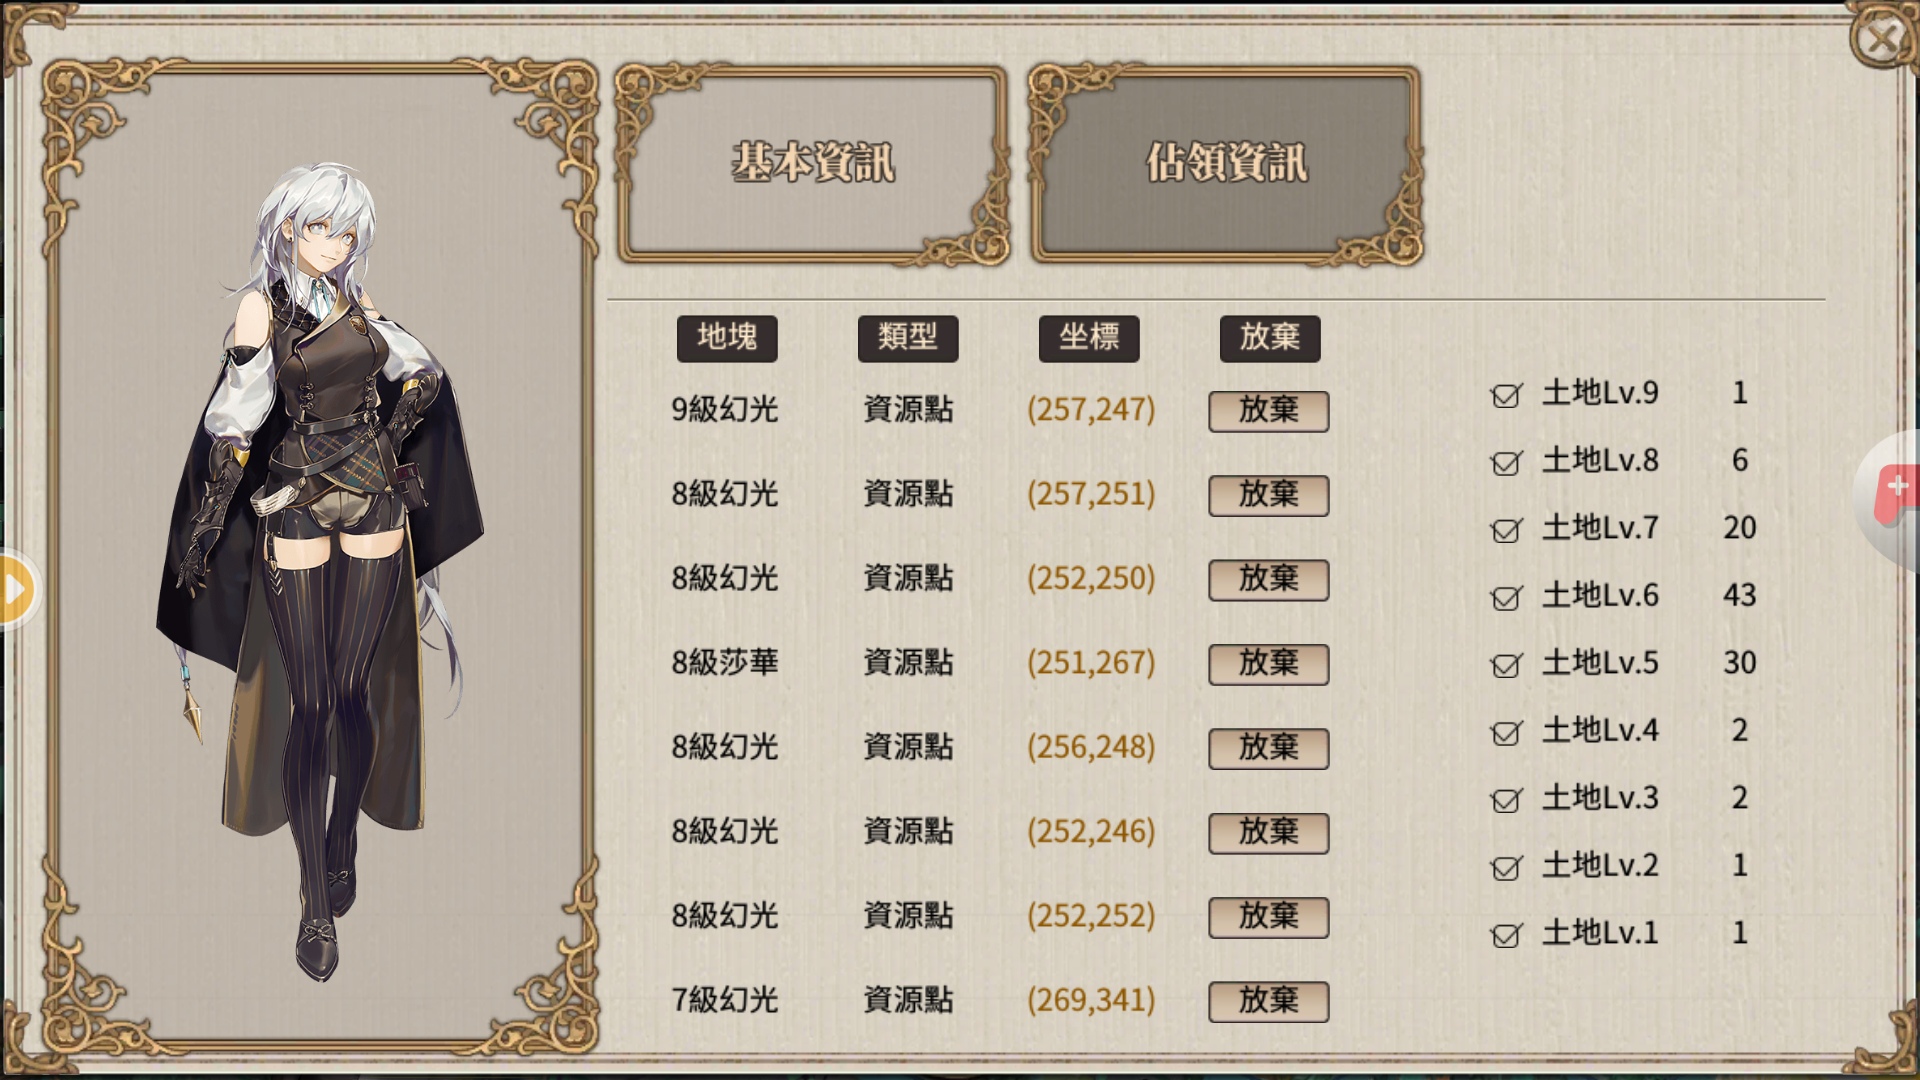 基本資訊
佔領資訊
地塊 類型 坐標 放棄
9級幻光 資源點 (257,247) 放棄
8級幻光 資源點 (257,251) 放棄
8級幻光 資源點 (252,250) 放棄
8級莎華 資源點 (251,267) 放棄
8級幻光 資源點 (256,248) 放棄
8級幻光 資源點 (252,246) 放棄
8級幻光 資源點 (252,252) 放棄
7級幻光 資源點 (269,341) 放棄
土地Lv.9 1
土地Lv.8 6
土地Lv.7 20
土地Lv.6 43
土地Lv.5 30
土地Lv.4 2
土地Lv.3 2
土地Lv.2 1
土地Lv.1 1